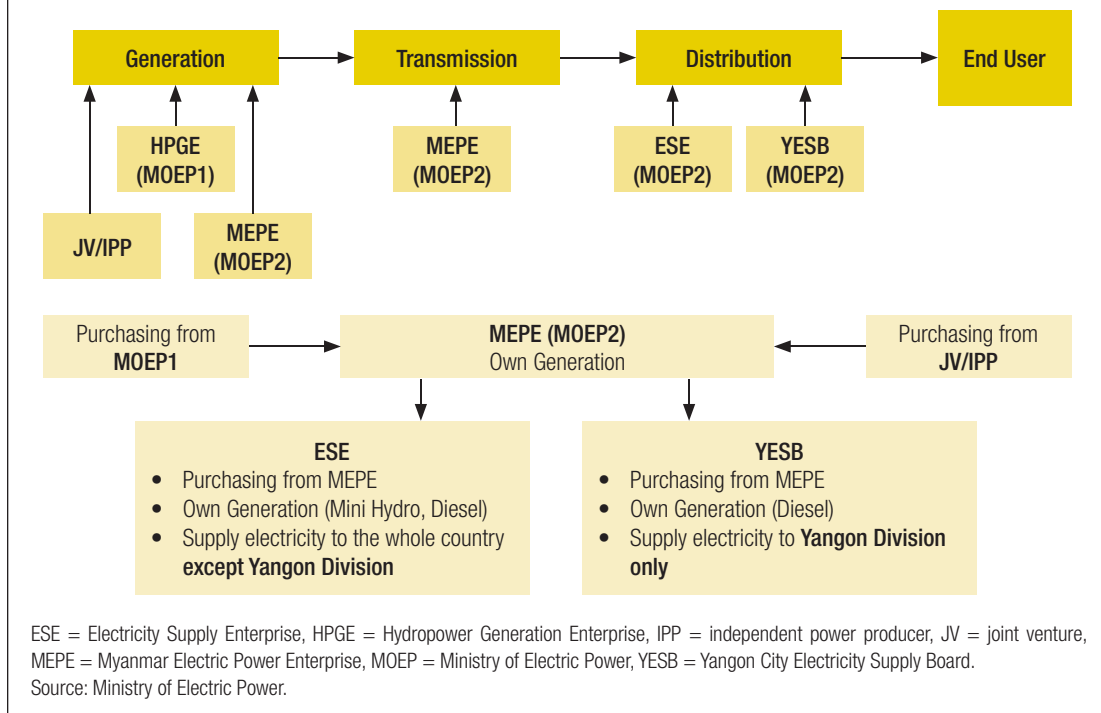 Generation
Transmission
Distribution
End User
HPGE
(MOEP1)
MEPE
(MOEP2)
ESE
(MOEP2)
YESB
(MOEP2)
JV/IPP
MEPE
(MOEP2)
Purchasing from
MOEP1
MEPE (MOEP2)
Own Generation
Purchasing from
JV/IPP
ESE
• Purchasing from MEPE
• Own Generation (Mini Hydro, Diesel)
• Supply electricity to the whole country
except Yangon Division
YESB
• Purchasing from MEPE
• Own Generation (Diesel)
• Supply electricity to Yangon Division
only
ESE = Electricity Supply Enterprise, HPGE = Hydropower Generation Enterprise, IPP = independent power producer, JV = joint venture,
MEPE = Myanmar Electric Power Enterprise, MOEP = Ministry of Electric Power, YESB = Yangon City Electricity Supply Board.
Source: Ministry of Electric Power.